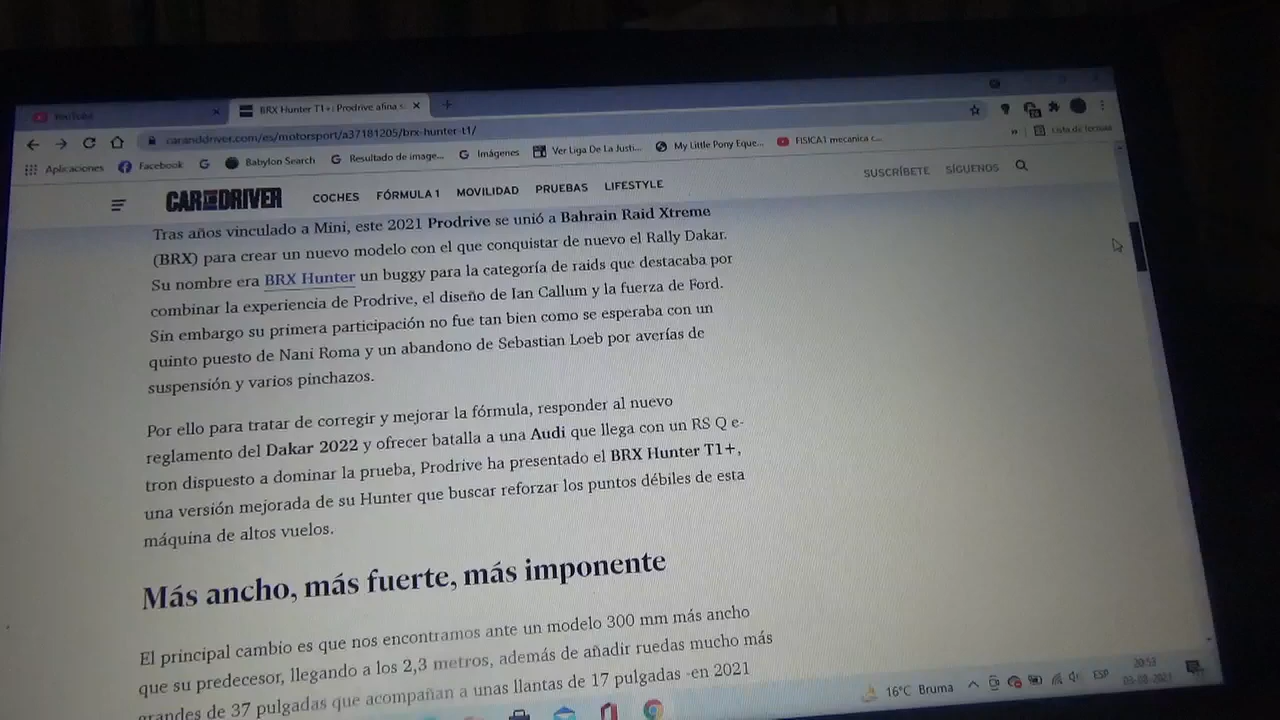 YouTube
BRX Hunter T1+: Prodrive afina s
caranddriver.com/es/motorsport/a37181205/brx-hunter-t1/
Aplicaciones Facebook Babylon Search Resultado de image... Imágenes Ver Liga De La Justi... My Little Pony Eque... FISICA1 mecanica c... » Lista de lectura
CAR AND DRIVER COCHES FÓRMULA 1 MOVILIDAD PRUEBAS LIFESTYLE SUSCRÍBETE SÍGUENOS
Tras años vinculado a Mini, este 2021 Prodrive se unió a Bahrain Raid Xtreme
(BRX) para crear un nuevo modelo con el que conquistar de nuevo el Rally Dakar.
Su nombre era BRX Hunter un buggy para la categoría de raids que destacaba por
combinar la experiencia de Prodrive, el diseño de Ian Callum y la fuerza de Ford.
Sin embargo su primera participación no fue tan bien como se esperaba con un
quinto puesto de Nani Roma y un abandono de Sebastian Loeb por averías de
suspensión y varios pinchazos.
Por ello para tratar de corregir y mejorar la fórmula, responder al nuevo
reglamento del Dakar 2022 y ofrecer batalla a una Audi que llega con un RS Q e-
tron dispuesto a dominar la prueba, Prodrive ha presentado el BRX Hunter T1+,
una versión mejorada de su Hunter que buscar reforzar los puntos débiles de esta
máquina de altos vuelos.
Más ancho, más fuerte, más imponente
El principal cambio es que nos encontramos ante un modelo 300 mm más ancho
que su predecesor, llegando a los 2,3 metros, además de añadir ruedas mucho más
grandes de 37 pulgadas que acompañan a unas llantas de 17 pulgadas -en 2021
16°C Bruma ESP 20:53